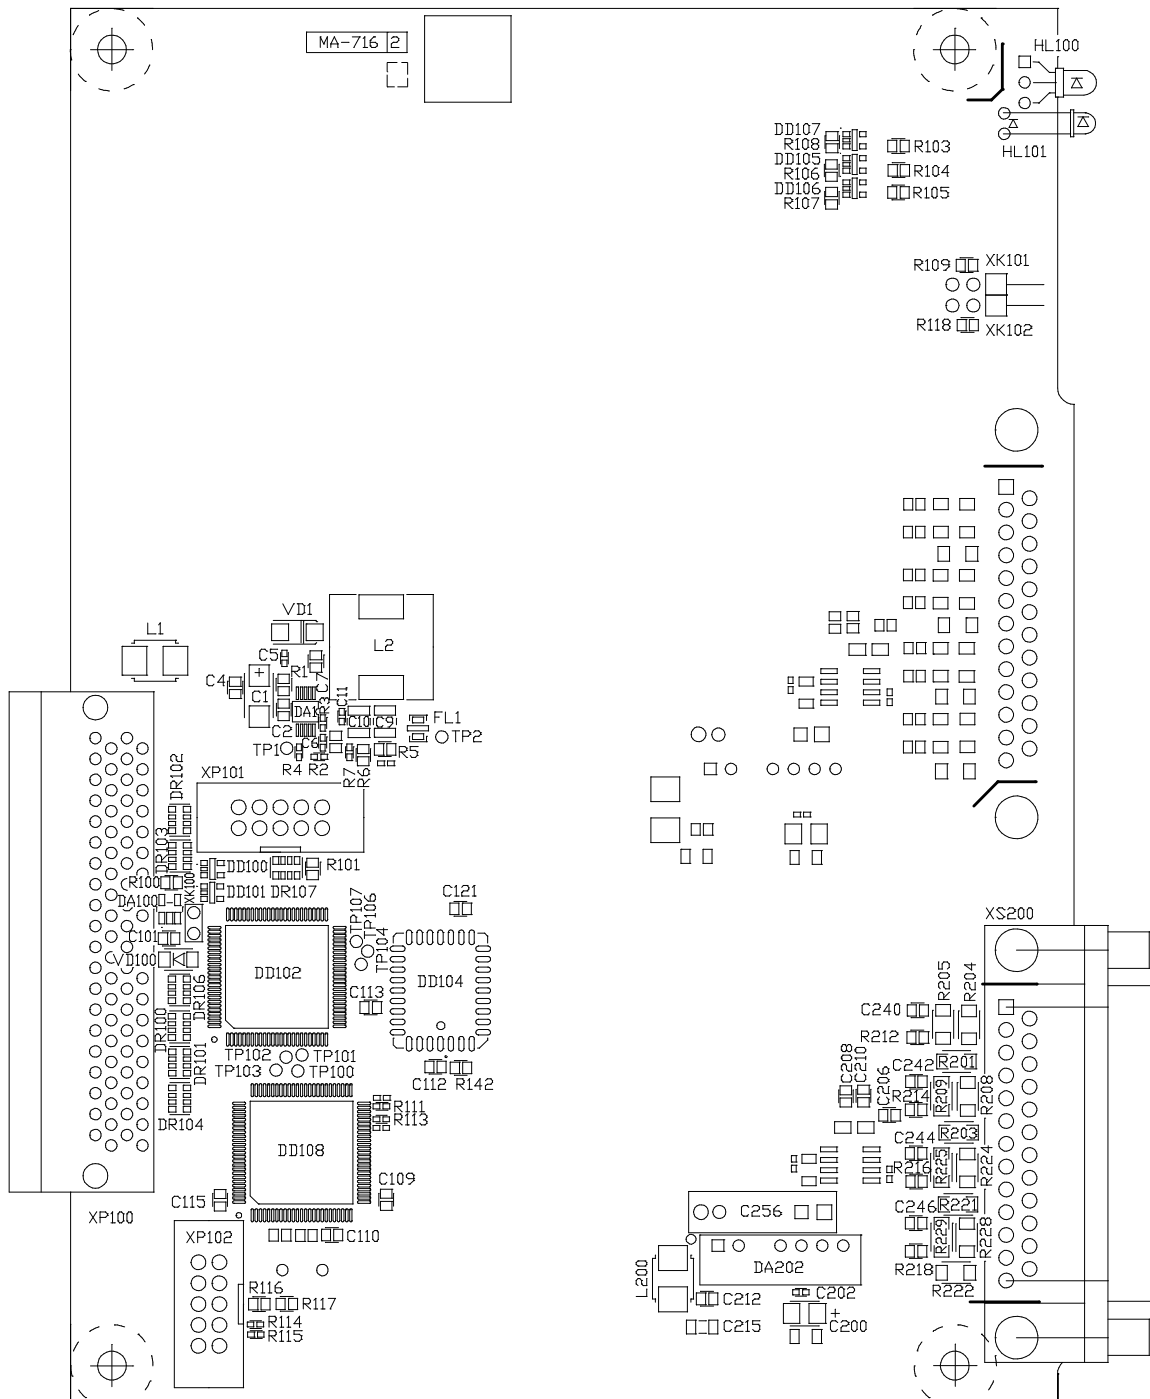 MA-716 2
HL100
HL101
DD107
R108
DD105
R106
DD106
R107
R103
R104
R105
R109
XK101
R118
XK102
L1
VD1
L2
C5
C4
C1
+
R1
C7
C2
DA1
R3
C11
C10
C9
FL1
TP2
TP1
C6
R4
R2
R7
R6
R5
DR102
XP101
DR103
DD100
R101
R100
XK100
DD101
DR107
DA100
C101
VD100
TP107
TP106
TP104
C121
DD102
C113
DD104
DR106
DR100
DR101
DR104
TP102
TP101
TP103
TP100
C112
R142
R111
R113
DD108
C115
C109
XP100
XP102
C110
R116
R117
R114
R115
XS200
R205
R204
C240
R212
R201
C208
C210
C206
C242
R214
R209
R208
R203
C244
R216
R225
R224
R221
C246
R229
R228
R218
R222
C256
DA202
L200
C212
C202
+
C215
C200